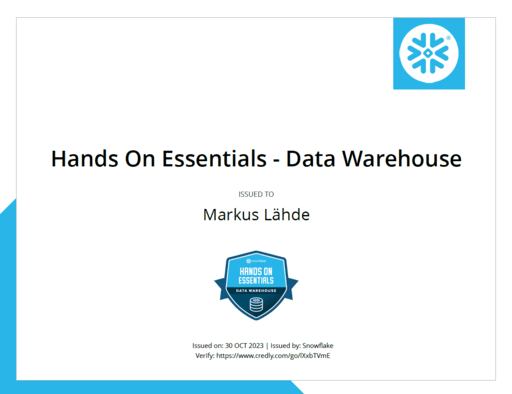 Hands On Essentials - Data Warehouse
ISSUED TO
Markus Lähde
snowflake
HANDS ON
ESSENTIALS
DATA WAREHOUSE
Issued on: 30 OCT 2023 | Issued by: Snowflake
Verify: https://www.credly.com/go/lXxbTVmE